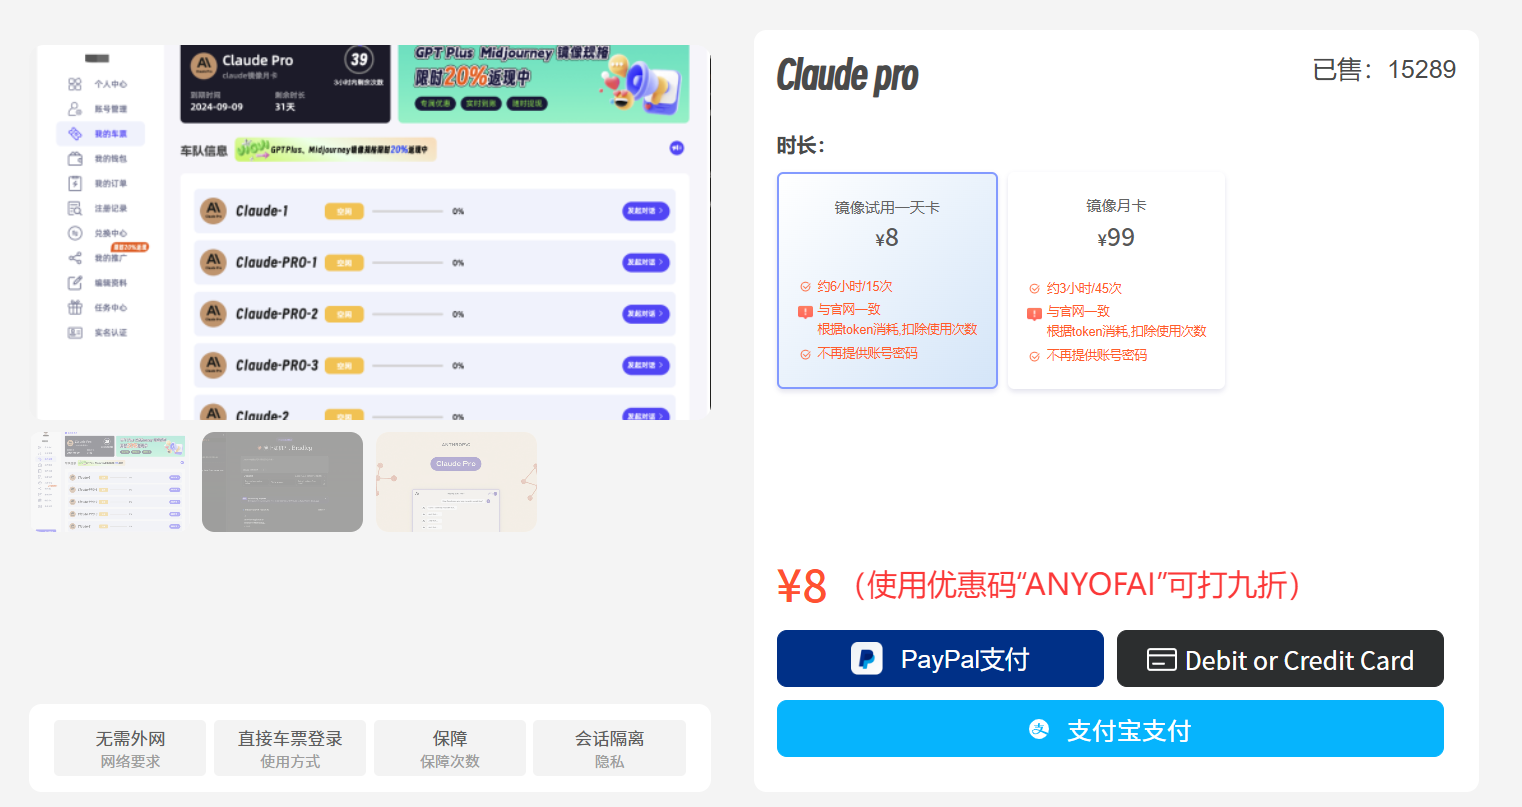 个人中心
账号管理
我的车票
我的钱包
我的订单
注册记录
兑换中心
我的推广
编辑资料
任务中心
实名认证
Claude Pro
claude镜像月卡
39
3小时内剩余次数
到期时间
剩余时长
2024-09-09
31天
GPT Plus Midjourney 镜像规格
限时20%返现中
专属优惠
实时到账
随时提现
车队信息
GPTPlus、Midjourney镜像规格限时20%返现中
Claude-1
空闲
0%
发起对话
Claude-PRO-1
空闲
0%
发起对话
Claude-PRO-2
空闲
0%
发起对话
Claude-PRO-3
空闲
0%
发起对话
Claude-2
空闲
0%
发起对话
ANTHROPIC
Claude Pro
无需外网
网络要求
直接车票登录
使用方式
保障
保障次数
会话隔离
隐私
Claude pro
已售：15289
时长：
镜像试用一天卡
¥8
约6小时/15次
与官网一致
根据token消耗,扣除使用次数
不再提供账号密码
镜像月卡
¥99
约3小时/45次
与官网一致
根据token消耗,扣除使用次数
不再提供账号密码
¥8（使用优惠码“ANYOFAI”可打九折）
PayPal支付
Debit or Credit Card
支付宝支付